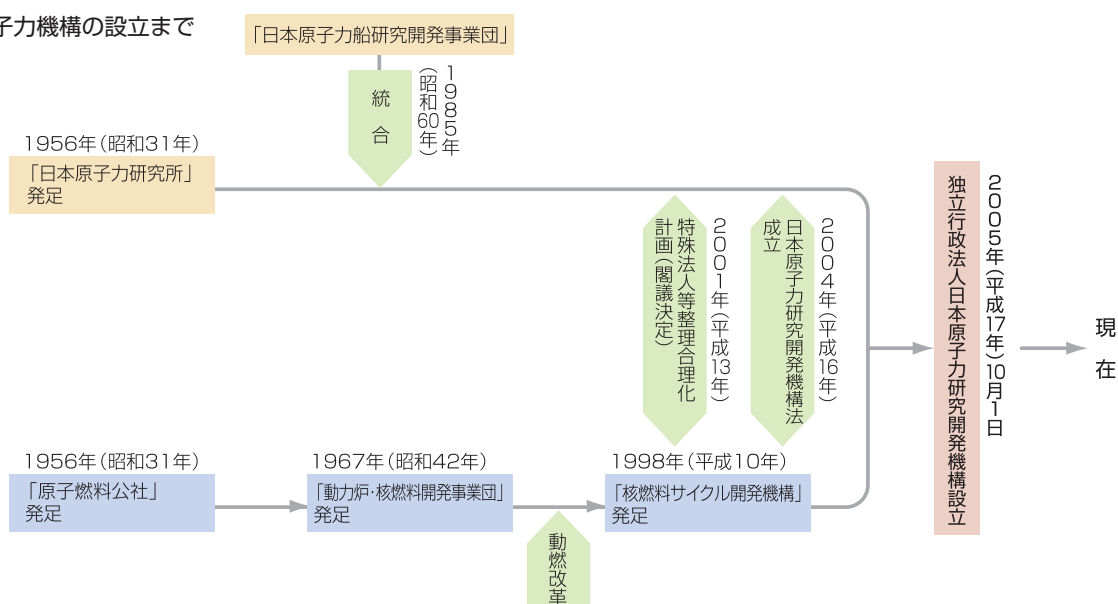 子力機構の設立まで
「日本原子力船研究開発事業団」
統合
1985年
(昭和60年)
1956年(昭和31年)
「日本原子力研究所」
発足
特殊法人等整理合理化
計画(閣議決定)
2001年(平成13年)
日本原子力研究開発機構法
成立
2004年(平成16年)
独立行政法人日本原子力研究開発機構設立
2005年(平成17年)10月1日
現在
1956年(昭和31年)
「原子燃料公社」
発足
1967年(昭和42年)
「動力炉・核燃料開発事業団」
発足
1998年(平成10年)
「核燃料サイクル開発機構」
発足
動燃改革